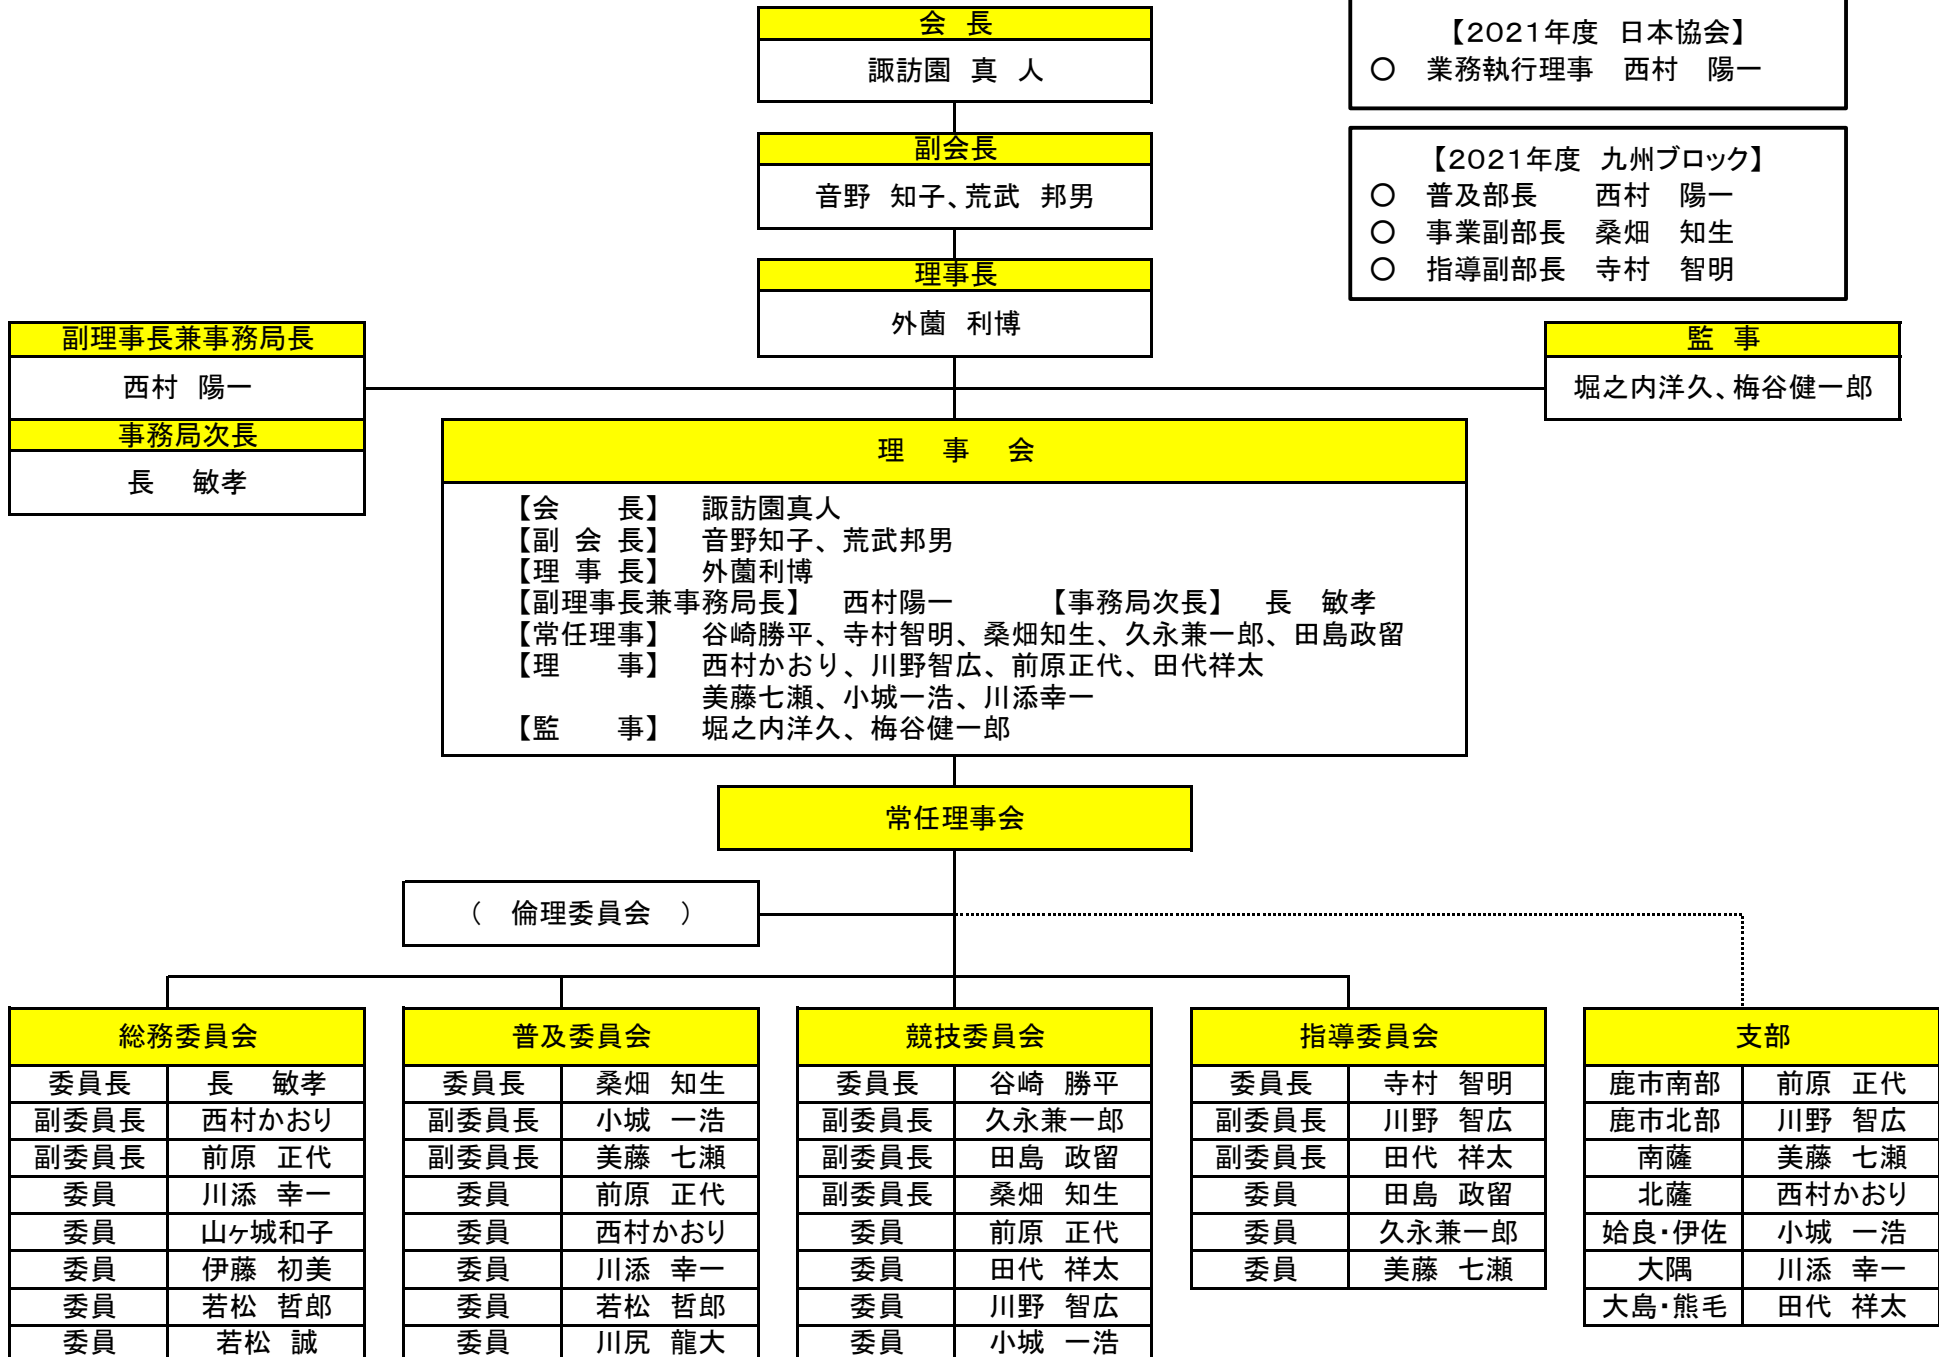 会 長
諏訪園 真 人
【2021年度 日本協会】
○ 業務執行理事 西村 陽一
副会長
音野 知子、荒武 邦男
【2021年度 九州ブロック】
○ 普及部長 西村 陽一
○ 事業副部長 桑畑 知生
○ 指導副部長 寺村 智明
理事長
外薗 利博
副理事長兼事務局長
西村 陽一
事務局次長
長 敏孝
監 事
堀之内洋久、梅谷健一郎
理 事 会
【会 長】 諏訪園真人
【副 会 長】 音野知子、荒武邦男
【理 事 長】 外薗利博
【副理事長兼事務局長】 西村陽一 【事務局次長】 長 敏孝
【常任理事】 谷崎勝平、寺村智明、桑畑知生、久永兼一郎、田島政留
【理 事】 西村かおり、川野智広、前原正代、田代祥太
美藤七瀬、小城一浩、川添幸一
【監 事】 堀之内洋久、梅谷健一郎
常任理事会
（ 倫理委員会 ）
総務委員会
委員長 長 敏孝
副委員長 西村かおり
副委員長 前原 正代
委員 川添 幸一
委員 山ヶ城和子
委員 伊藤 初美
委員 若松 哲郎
委員 若松 誠
普及委員会
委員長 桑畑 知生
副委員長 小城 一浩
副委員長 美藤 七瀬
委員 前原 正代
委員 西村かおり
委員 川添 幸一
委員 若松 哲郎
委員 川尻 龍大
競技委員会
委員長 谷崎 勝平
副委員長 久永兼一郎
副委員長 田島 政留
副委員長 桑畑 知生
委員 前原 正代
委員 田代 祥太
委員 川野 智広
委員 小城 一浩
指導委員会
委員長 寺村 智明
副委員長 川野 智広
副委員長 田代 祥太
委員 田島 政留
委員 久永兼一郎
委員 美藤 七瀬
支部
鹿市南部 前原 正代
鹿市北部 川野 智広
南薩 美藤 七瀬
北薩 西村かおり
姶良・伊佐 小城 一浩
大隅 川添 幸一
大島・熊毛 田代 祥太